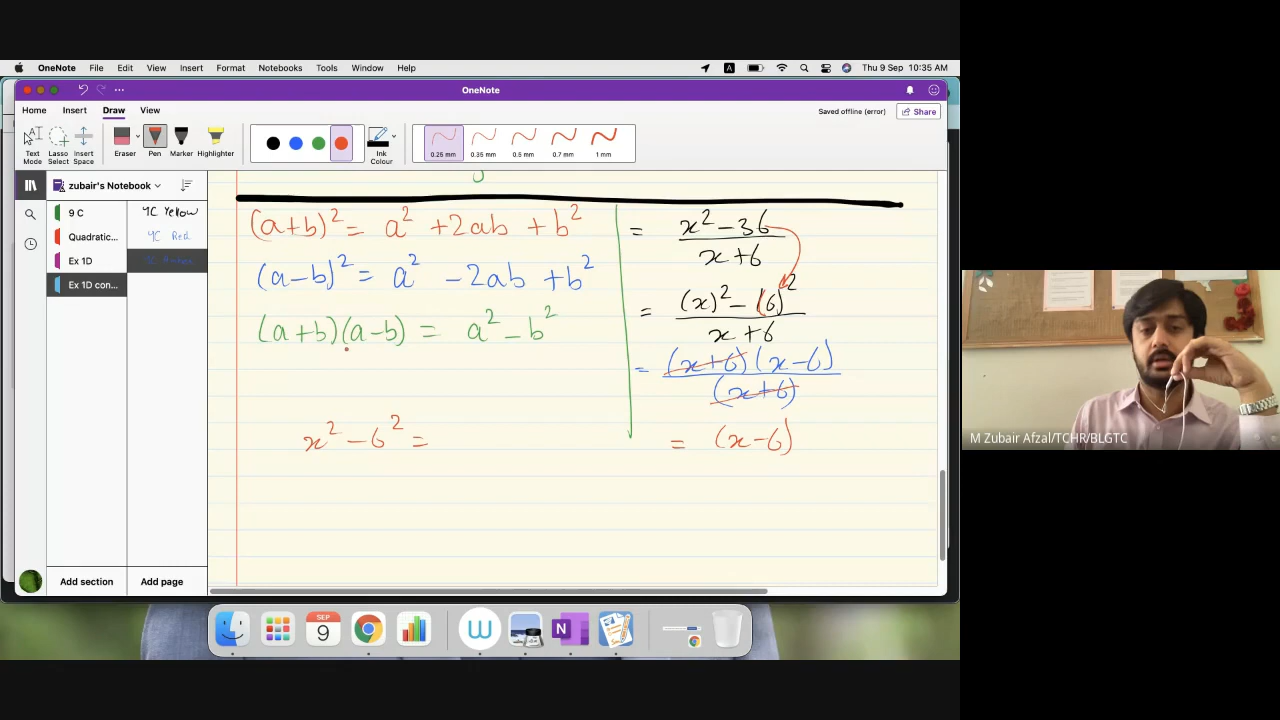 OneNote File Edit View Insert Format Notebooks Tools Window Help A Thu 9 Sep 10:35 AM
OneNote
Home Insert Draw View Saved offline (error) Share
Text Mode Lasso Select Insert Space Eraser Pen Marker Highlighter Ink Colour 0.25 mm 0.35 mm 0.5 mm 0.7 mm 1 mm
zubair's Notebook
9 C
Quadratic...
Ex 1D
Ex 1D con...
9C Yellow
9C Red
(a+b)² = a² + 2ab + b²
(a-b)² = a² - 2ab + b²
(a+b)(a-b) = a² - b²
x² - 6² =
= x² - 36
x+6
= (x)² - (6)²
x+6
= (x+6)(x-6)
(x+6)
= (x-6)
Add section Add page
SEP
9
W
N
M Zubair Afzal/TCHR/BLGTC